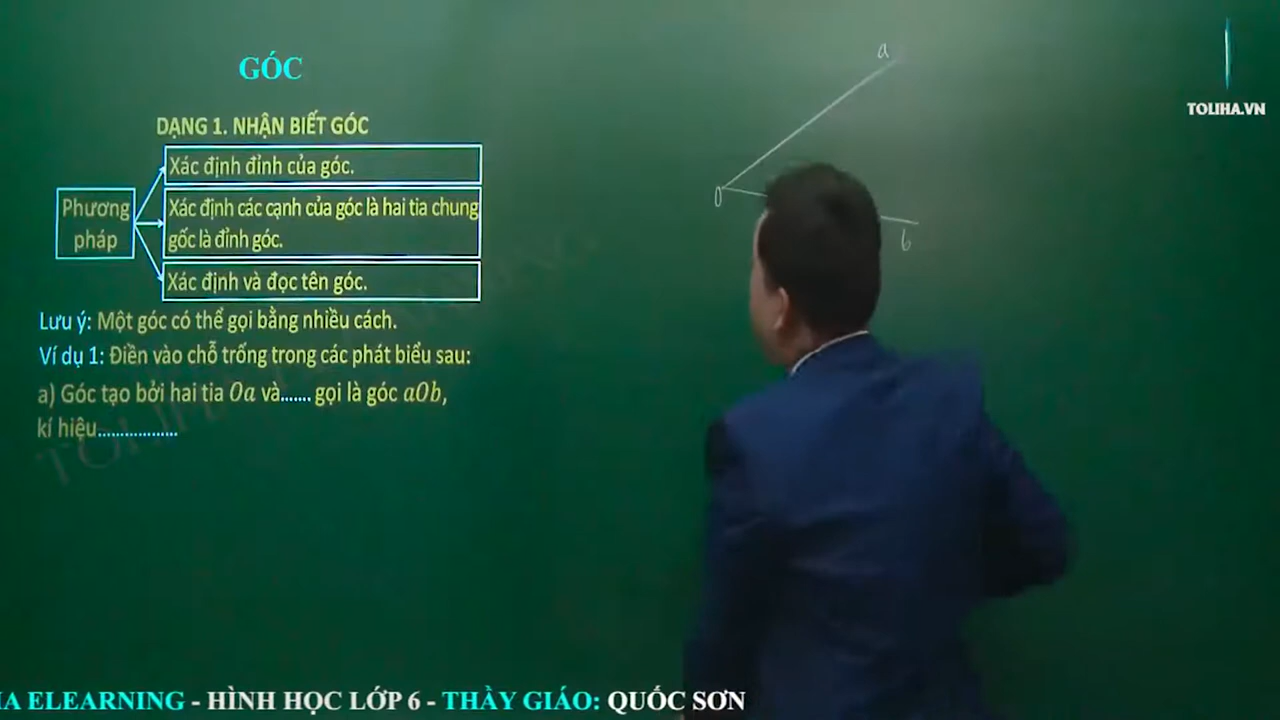 GÓC
DẠNG 1. NHẬN BIẾT GÓC
Phương
pháp
Xác định đỉnh của góc.
Xác định các cạnh của góc là hai tia chung
gốc là đỉnh góc.
Xác định và đọc tên góc.
Lưu ý: Một góc có thể gọi bằng nhiều cách.
Ví dụ 1: Điền vào chỗ trống trong các phát biểu sau:
a) Góc tạo bởi hai tia Oa và....... gọi là góc aOb,
kí hiệu.................
a
O
b
TOLIHA.VN
IA ELEARNING - HÌNH HỌC LỚP 6 - THẦY GIÁO: QUỐC SƠN